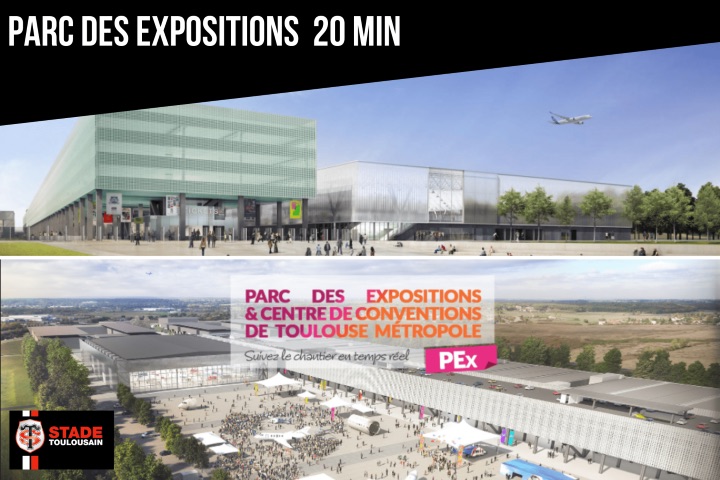 PARC DES EXPOSITIONS 20 MIN
PARC DES EXPOSITIONS
& CENTRE DE CONVENTIONS
DE TOULOUSE MÉTROPOLE
Suivez le chantier en temps réel
PEx
STADE
TOULOUSAIN